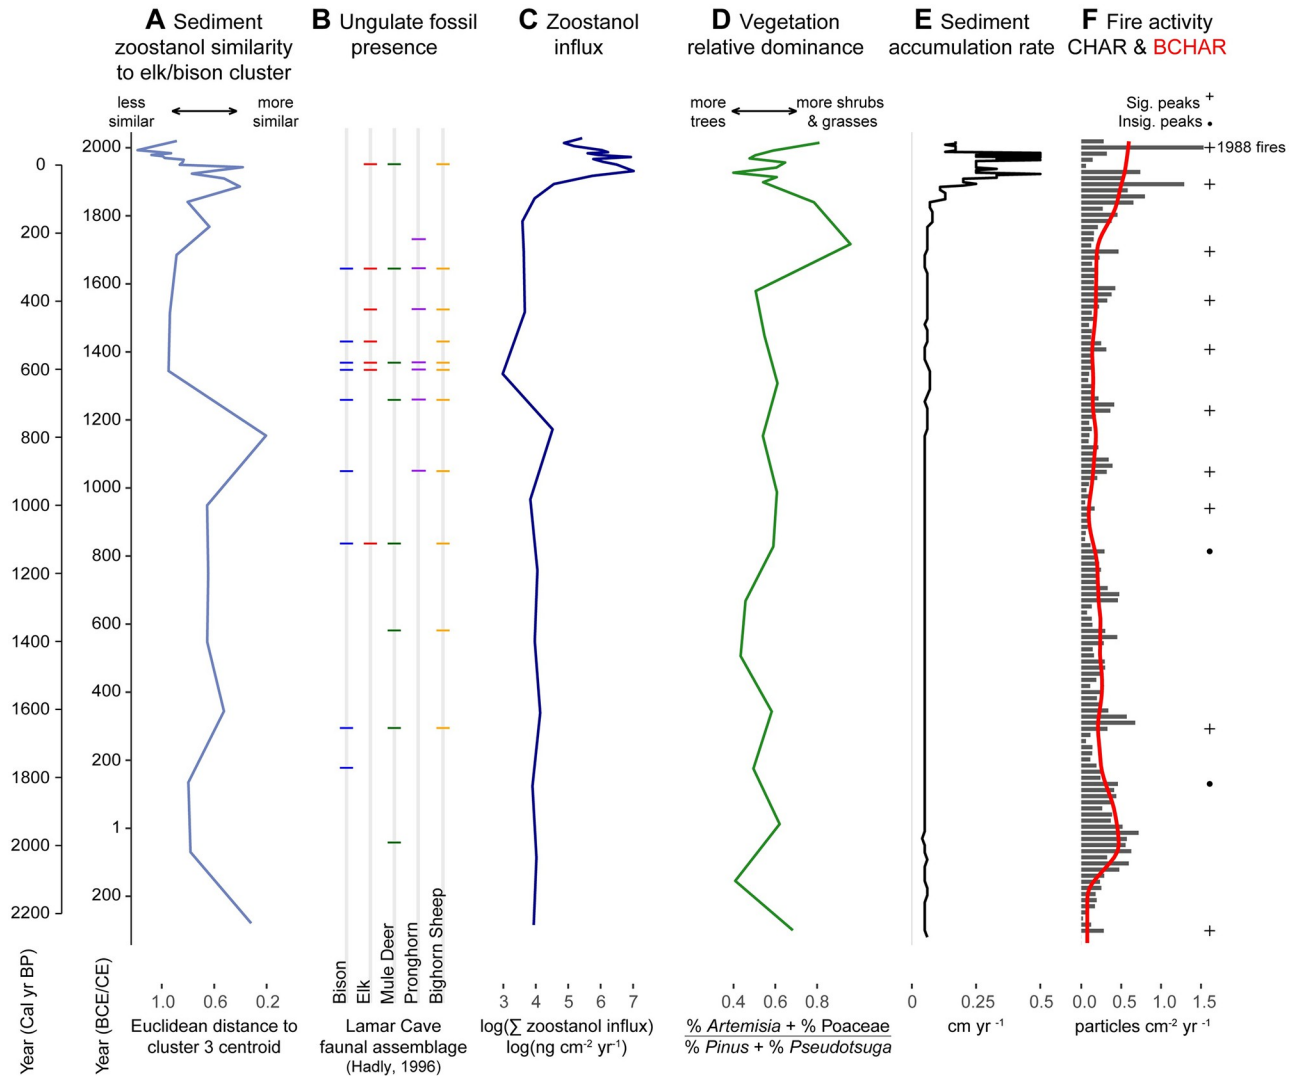 A Sediment
zoostanol similarity
to elk/bison cluster
B Ungulate fossil
presence
C Zoostanol
influx
D Vegetation
relative dominance
E Sediment
accumulation rate
F Fire activity
CHAR & BCHAR
less
similar
more
similar
more
trees
more shrubs
& grasses
Sig. peaks +
Insig. peaks •
1988 fires
0
200
400
600
800
1000
1200
1400
1600
1800
2000
2200
Year (Cal yr BP)
2000
1800
1600
1400
1200
1000
800
600
400
200
1
200
Year (BCE/CE)
1.0 0.6 0.2
Euclidean distance to
cluster 3 centroid
Bison
Elk
Mule Deer
Pronghorn
Bighorn Sheep
Lamar Cave
faunal assemblage
(Hadly, 1996)
3 4 5 6 7
log(∑ zoostanol influx)
log(ng cm⁻² yr⁻¹)
0.4 0.6 0.8
% Artemisia + % Poaceae
% Pinus + % Pseudotsuga
0 0.25 0.5
cm yr ⁻¹
0.0 0.5 1.0 1.5
particles cm⁻² yr ⁻¹